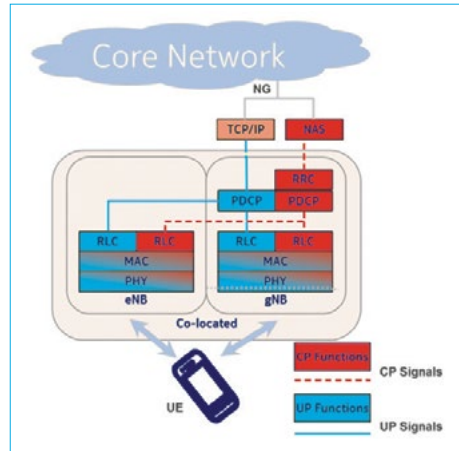 Core Network
NG
TCP/IP NAS
RRC
PDCP PDCP
RLC RLC RLC RLC
MAC MAC
PHY PHY
eNB gNB
Co-located
UE
CP Functions
CP Signals
UP Functions
UP Signals